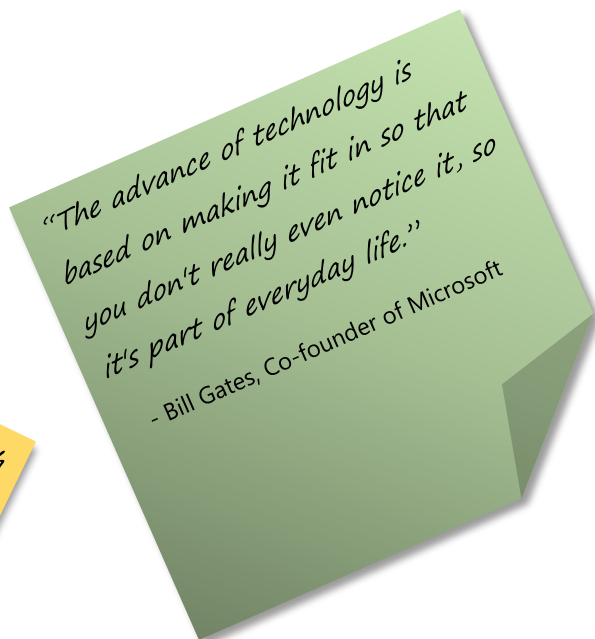 “The advance of technology is
based on making it fit in so that
you don't really even notice it, so
it's part of everyday life.”
- Bill Gates, Co-founder of Microsoft